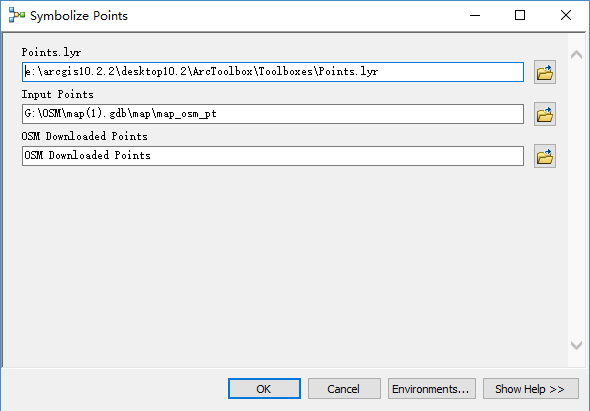 Symbolize Points
Points.lyr
e:\arcgis10.2.2\desktop10.2\ArcToolbox\Toolboxes\Points.lyr
Input Points
G:\OSM\map(1).gdb\map\map_osm_pt
OSM Downloaded Points
OSM Downloaded Points
OK Cancel Environments... Show Help >>